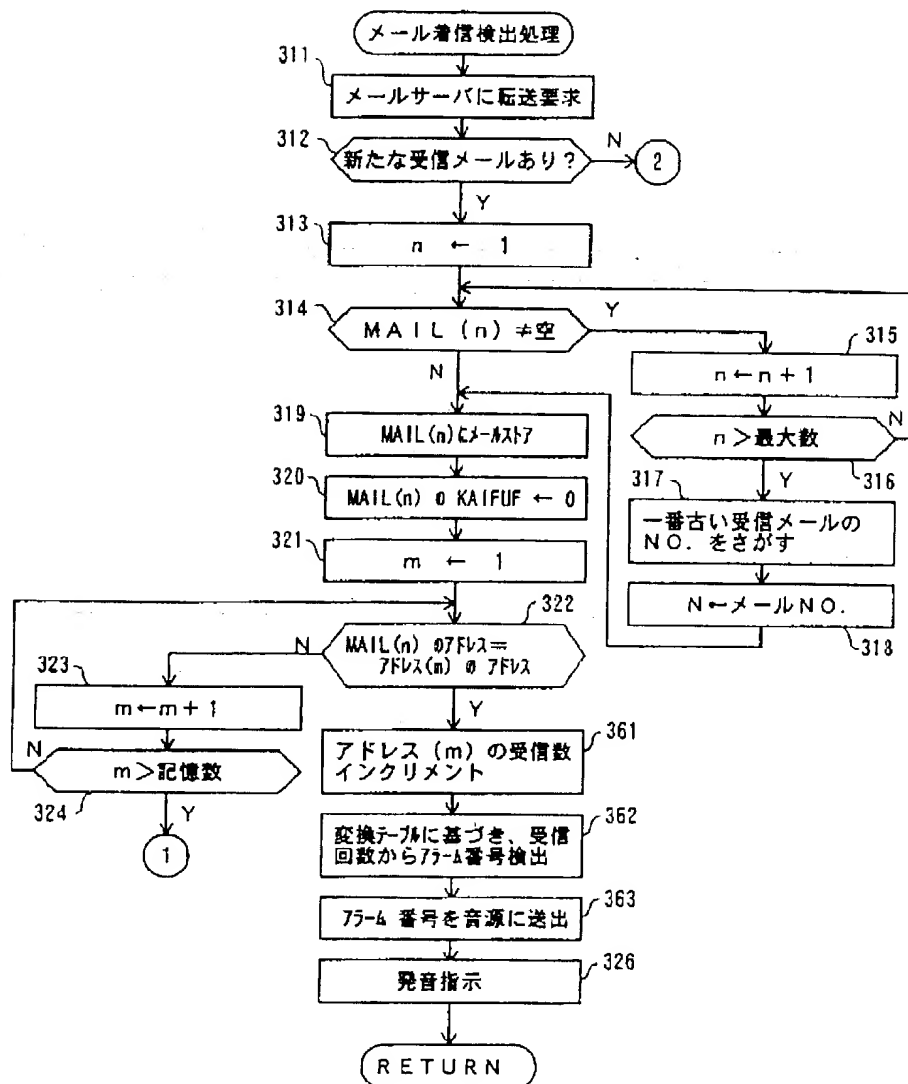 メール着信検出処理
311
メールサーバに転送要求
312
新たな受信メールあり？
N
2
Y
313
n ← 1
314
MAIL (n) ≠空
Y
N
315
n←n+1
n＞最大数
N
316
Y
317
一番古い受信メールの
NO. をさがす
N←メールNO.
318
319
MAIL(n)にメールストア
320
MAIL(n) の KAIFUF ← 0
321
m ← 1
322
MAIL(n) のアドレス＝
アドレス(m) の アドレス
N
Y
323
m←m+1
N
m＞記憶数
324
Y
1
アドレス (m) の受信数
インクリメント
361
変換テーブルに基づき、受信
回数からアラーム番号検出
362
アラーム 番号を音源に送出
363
発音指示
326
RETURN